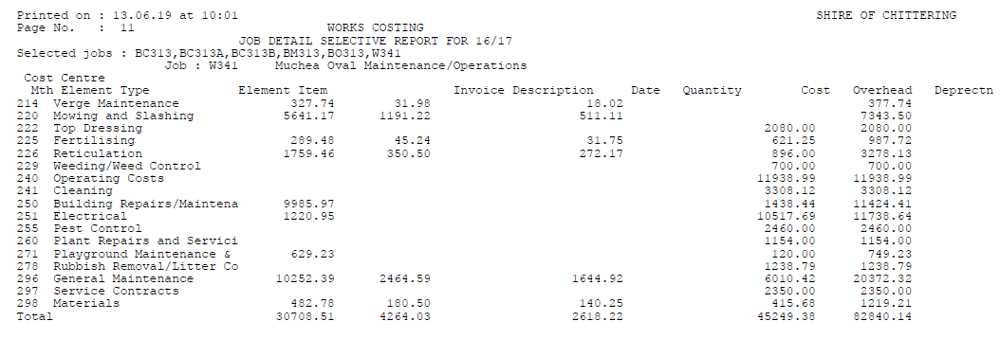 Printed on : 13.06.19 at 10:01 SHIRE OF CHITTERING
Page No. : 11 WORKS COSTING
JOB DETAIL SELECTIVE REPORT FOR 16/17
Selected jobs : BC313,BC313A,BC313B,BM313,BO313,W341
Job : W341 Muchea Oval Maintenance/Operations
Cost Centre
Mth Element Type Element Item Invoice Description Date Quantity Cost Overhead Deprectn
214 Verge Maintenance 327.74 31.98 18.02 377.74
220 Mowing and Slashing 5641.17 1191.22 511.11 7343.50
222 Top Dressing 2080.00 2080.00
225 Fertilising 289.48 45.24 31.75 621.25 987.72
226 Reticulation 1759.46 350.50 272.17 896.00 3278.13
229 Weeding/Weed Control 700.00 700.00
240 Operating Costs 11938.99 11938.99
241 Cleaning 3308.12 3308.12
250 Building Repairs/Maintena 9985.97 1438.44 11424.41
251 Electrical 1220.95 10517.69 11738.64
255 Pest Control 2460.00 2460.00
260 Plant Repairs and Servici 1154.00 1154.00
271 Playground Maintenance & 629.23 120.00 749.23
278 Rubbish Removal/Litter Co 1238.79 1238.79
296 General Maintenance 10252.39 2464.59 1644.92 6010.42 20372.32
297 Service Contracts 2350.00 2350.00
298 Materials 482.78 180.50 140.25 415.68 1219.21
Total 30708.51 4264.03 2618.22 45249.38 82840.14